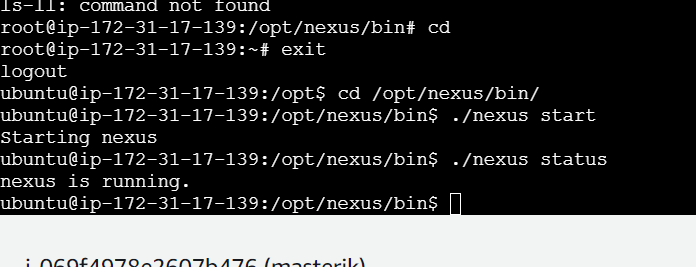 ls-ll: command not found
root@ip-172-31-17-139:/opt/nexus/bin# cd
root@ip-172-31-17-139:~# exit
logout
ubuntu@ip-172-31-17-139:/opt$ cd /opt/nexus/bin/
ubuntu@ip-172-31-17-139:/opt/nexus/bin$ ./nexus start
Starting nexus
ubuntu@ip-172-31-17-139:/opt/nexus/bin$ ./nexus status
nexus is running.
ubuntu@ip-172-31-17-139:/opt/nexus/bin$
i-069f4978e2607b476 (masterik)